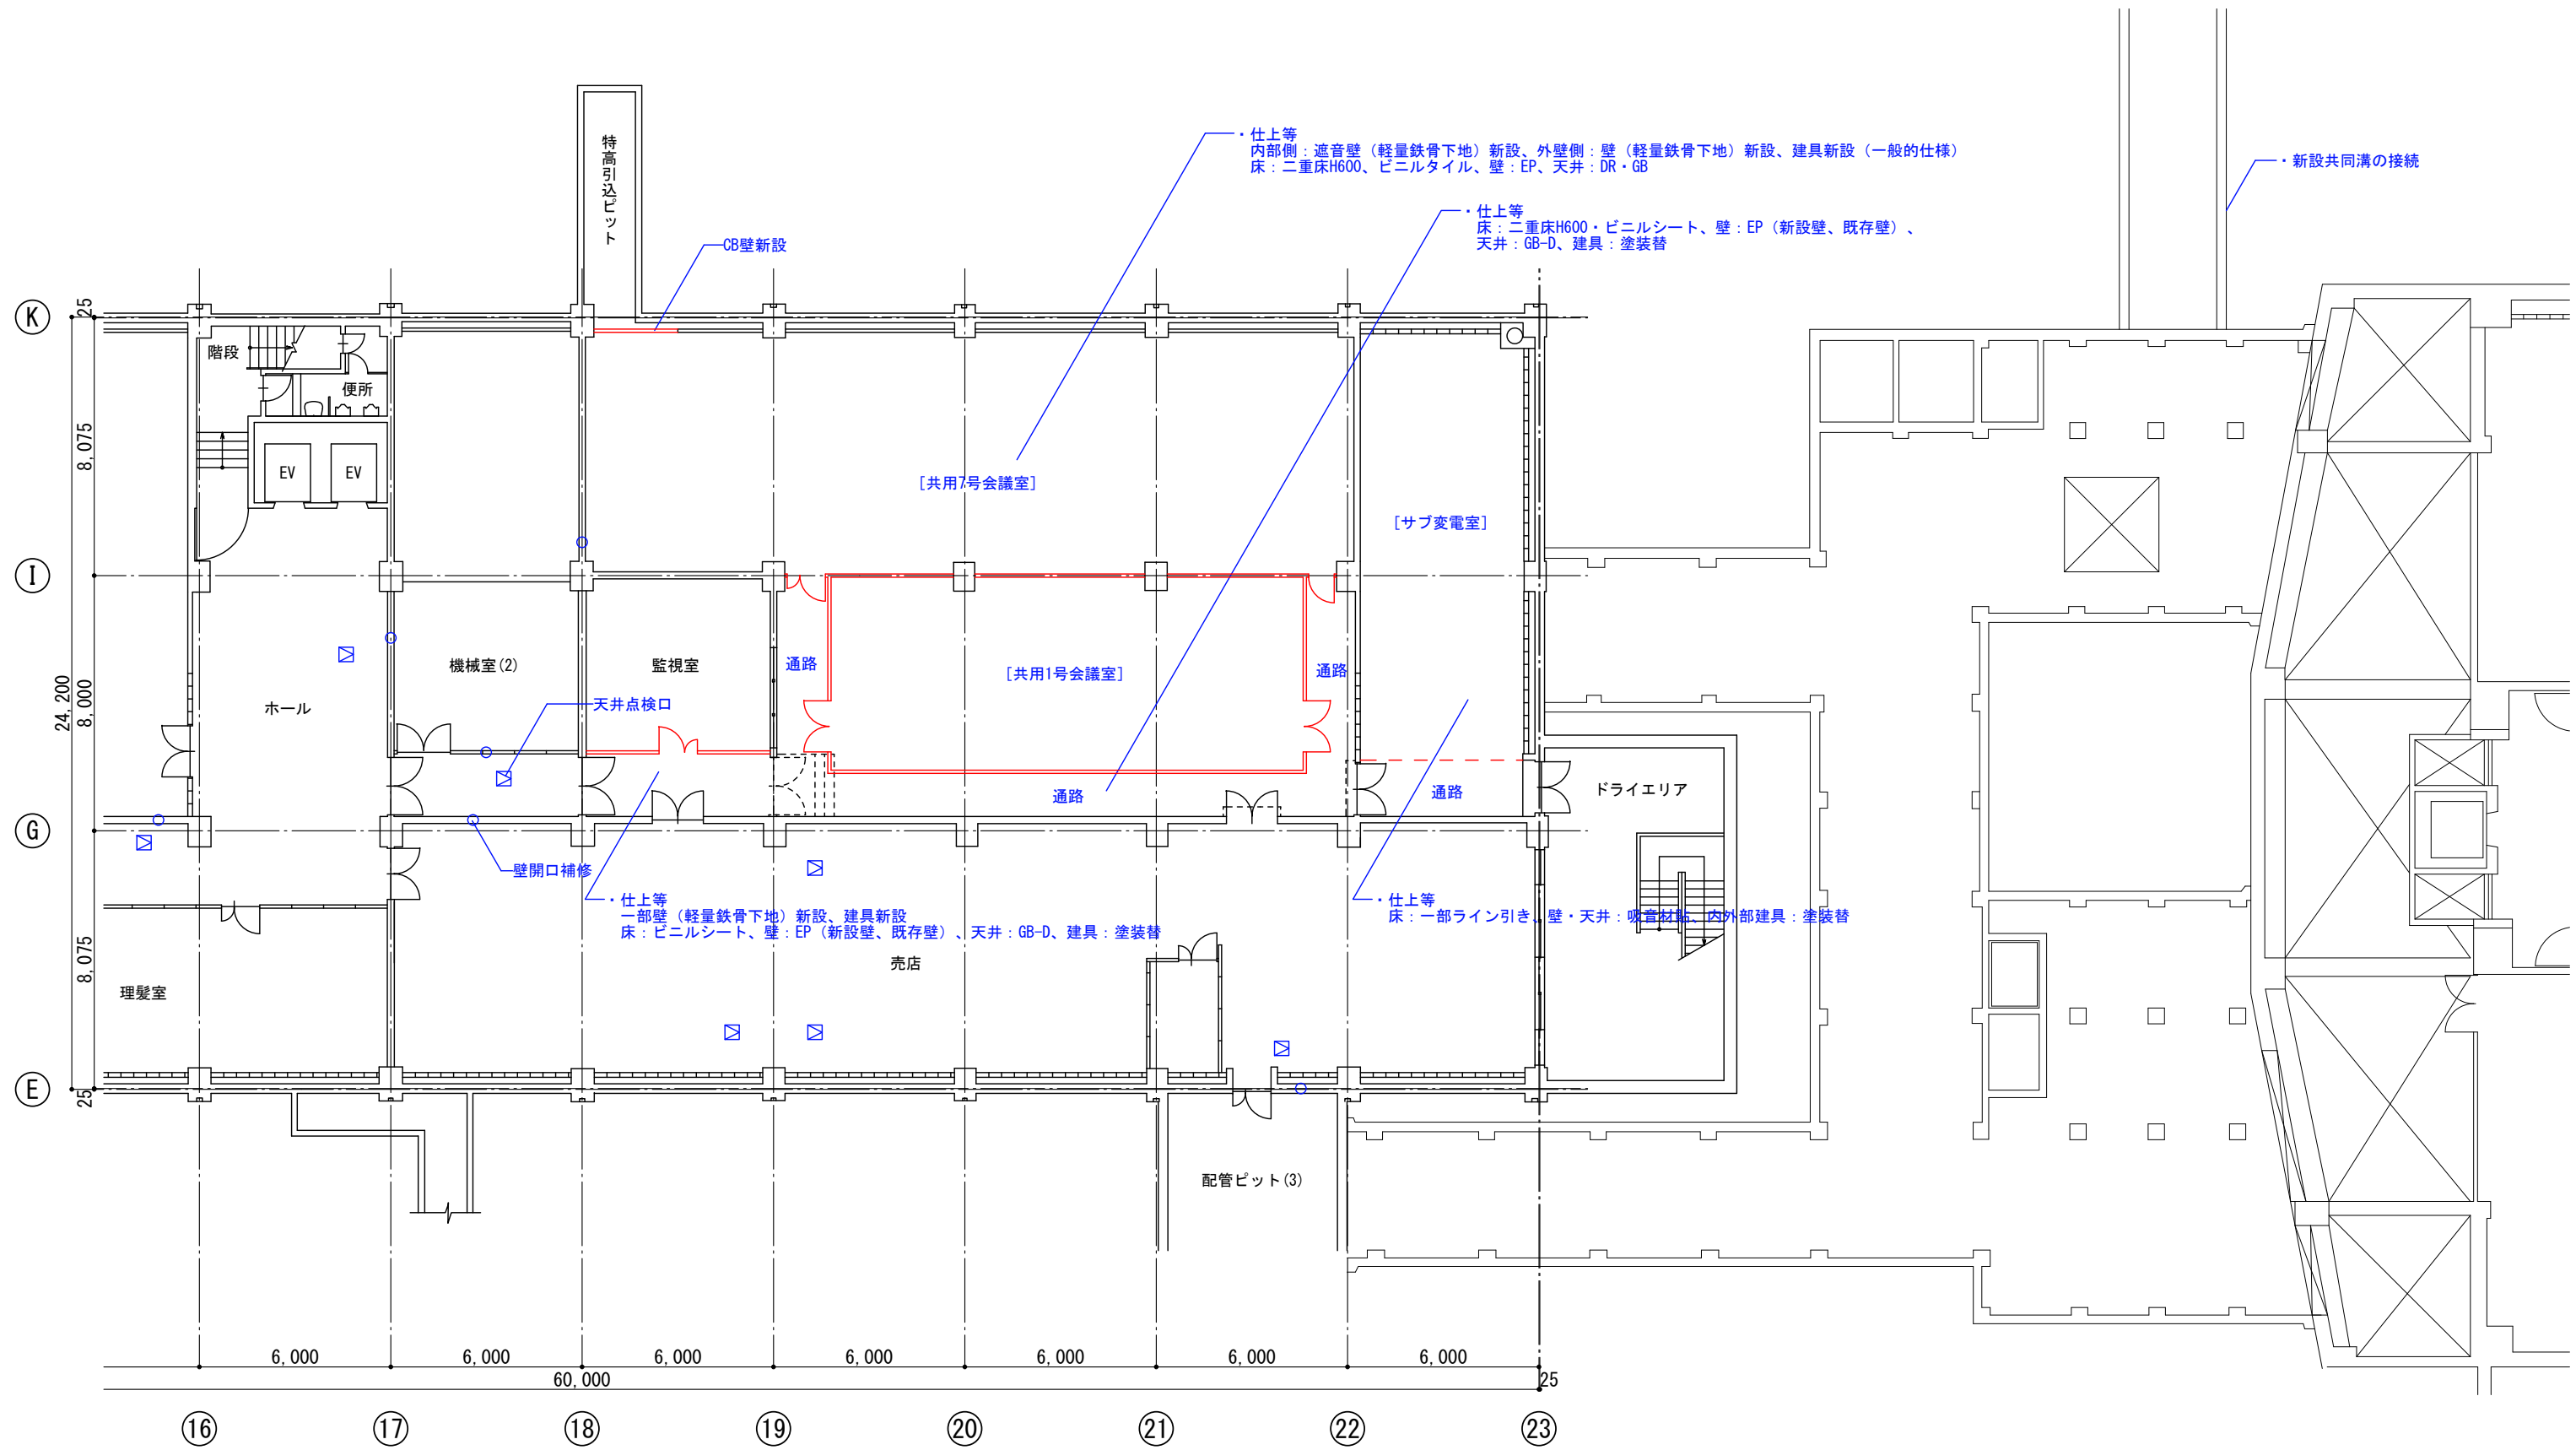 特高引込ピット
・仕上等
内部側：遮音壁（軽量鉄骨下地）新設、外壁側：壁（軽量鉄骨下地）新設、建具新設（一般的仕様）
床：二重床H600、ビニルタイル、壁：EP、天井：DR・GB
・新設共同溝の接続
・仕上等
床：二重床H600・ビニルシート、壁：EP（新設壁、既存壁）、
天井：GB-D、建具：塗装替
CB壁新設
K
25
階段
便所
8,075
EV
EV
[共用7号会議室]
[サブ変電室]
I
機械室(2)
監視室
通路
[共用1号会議室]
通路
24,200
8,000
ホール
天井点検口
通路
通路
ドライエリア
G
壁開口補修
・仕上等
一部壁（軽量鉄骨下地）新設、建具新設
床：ビニルシート、壁：EP（新設壁、既存壁）、天井：GB-D、建具：塗装替
・仕上等
床：一部ライン引き、壁・天井：吸音材貼、内外部建具：塗装替
8,075
売店
理髪室
E
25
配管ピット(3)
6,000
6,000
6,000
6,000
6,000
6,000
6,000
60,000
25
16
17
18
19
20
21
22
23